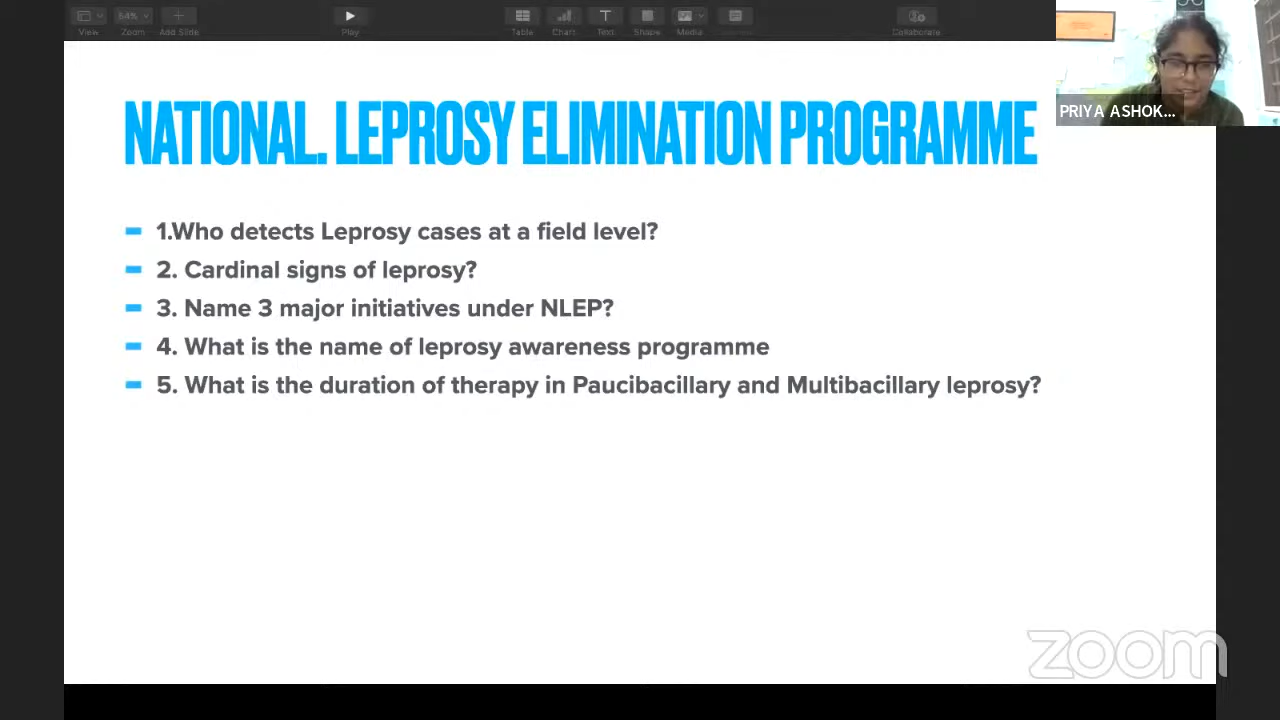 54%
View
Zoom
Add Slide
Play
Table
Chart
Text
Shape
Media
Collaborate
PRIYA ASHOK...
NATIONAL. LEPROSY ELIMINATION PROGRAMME
1.Who detects Leprosy cases at a field level?
2. Cardinal signs of leprosy?
3. Name 3 major initiatives under NLEP?
4. What is the name of leprosy awareness programme
5. What is the duration of therapy in Paucibacillary and Multibacillary leprosy?
zoom